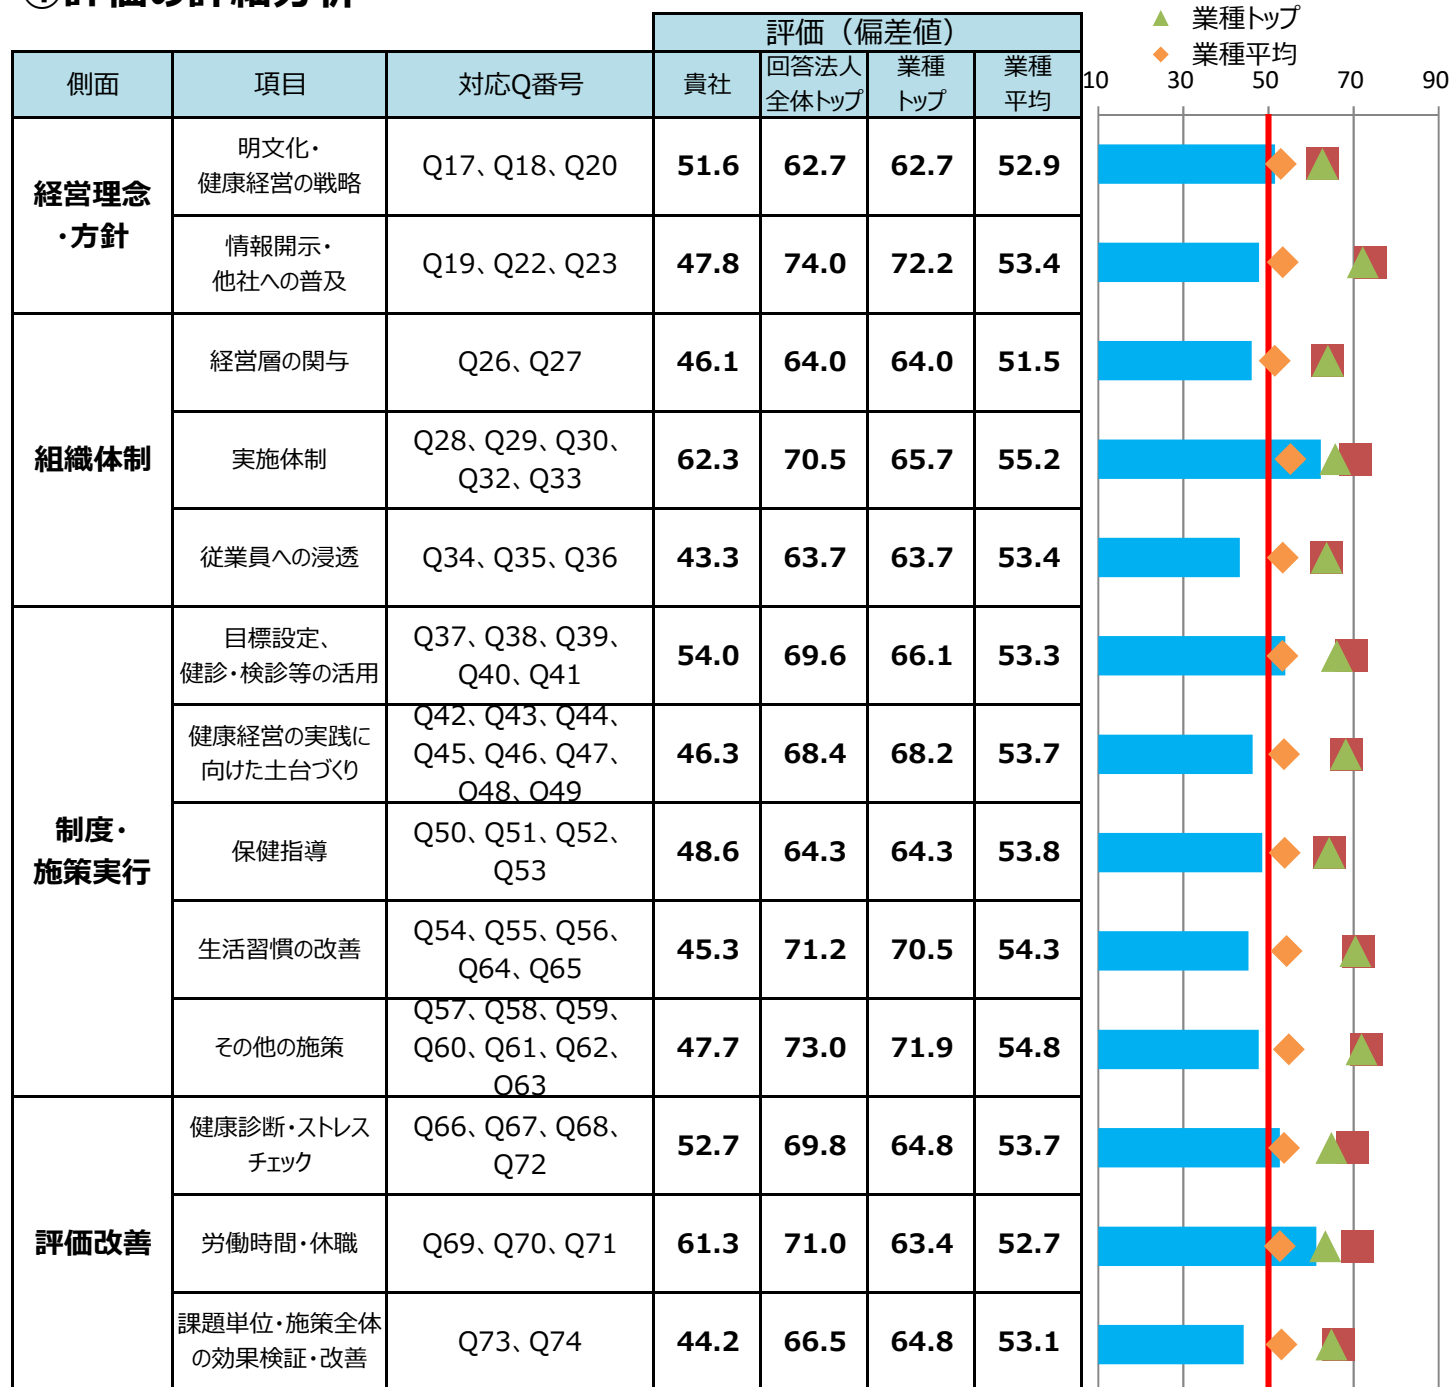 ①評価の詳細分析
▲ 業種トップ
◆ 業種平均
評価（偏差値）
側面 項目 対応Q番号 貴社 回答法人全体トップ 業種トップ 業種平均
10 30 50 70 90
経営理念・方針
明文化・健康経営の戦略 Q17、Q18、Q20 51.6 62.7 62.7 52.9
情報開示・他社への普及 Q19、Q22、Q23 47.8 74.0 72.2 53.4
組織体制
経営層の関与 Q26、Q27 46.1 64.0 64.0 51.5
実施体制 Q28、Q29、Q30、Q32、Q33 62.3 70.5 65.7 55.2
従業員への浸透 Q34、Q35、Q36 43.3 63.7 63.7 53.4
制度・施策実行
目標設定、健診・検診等の活用 Q37、Q38、Q39、Q40、Q41 54.0 69.6 66.1 53.3
健康経営の実践に向けた土台づくり Q42、Q43、Q44、Q45、Q46、Q47、Q48、Q49 46.3 68.4 68.2 53.7
保健指導 Q50、Q51、Q52、Q53 48.6 64.3 64.3 53.8
生活習慣の改善 Q54、Q55、Q56、Q64、Q65 45.3 71.2 70.5 54.3
その他の施策 Q57、Q58、Q59、Q60、Q61、Q62、Q63 47.7 73.0 71.9 54.8
評価改善
健康診断・ストレスチェック Q66、Q67、Q68、Q72 52.7 69.8 64.8 53.7
労働時間・休職 Q69、Q70、Q71 61.3 71.0 63.4 52.7
課題単位・施策全体の効果検証・改善 Q73、Q74 44.2 66.5 64.8 53.1